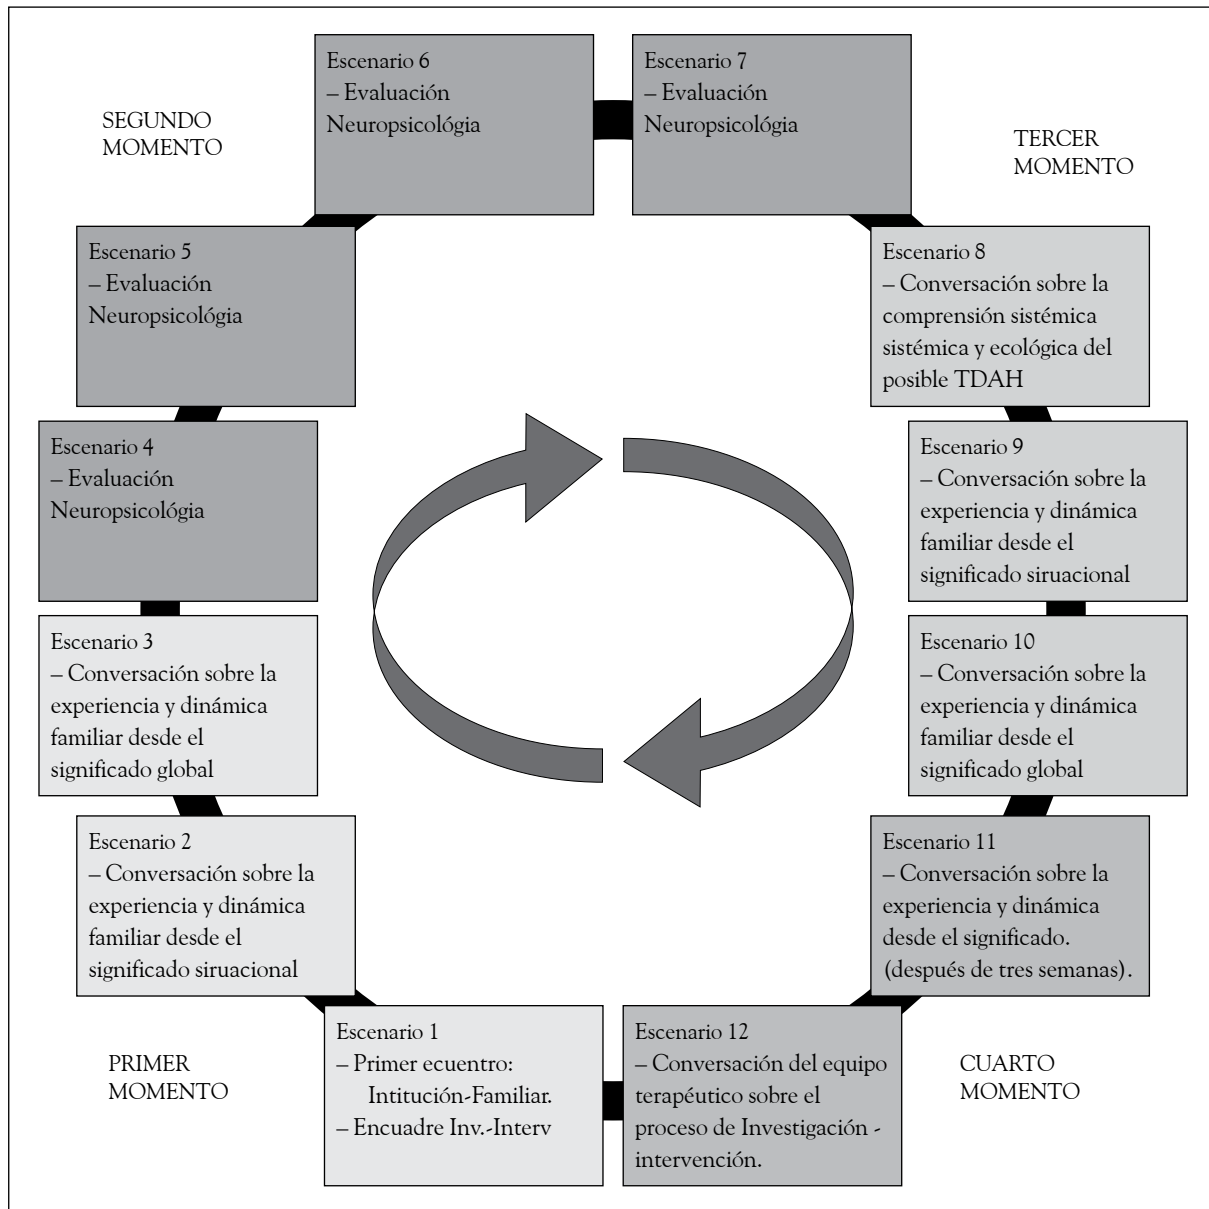 Escenario 6
– Evaluación
Neuropsicológia
Escenario 7
– Evaluación
Neuropsicológia
SEGUNDO
MOMENTO
TERCER
MOMENTO
Escenario 5
– Evaluación
Neuropsicológia
Escenario 8
– Conversación sobre la
comprensión sistémica
sistémica y ecológica del
posible TDAH
Escenario 4
– Evaluación
Neuropsicológia
Escenario 9
– Conversación sobre la
experiencia y dinámica
familiar desde el
significado siruacional
Escenario 3
– Conversación sobre la
experiencia y dinámica
familiar desde el
significado global
Escenario 10
– Conversación sobre la
experiencia y dinámica
familiar desde el
significado global
Escenario 2
– Conversación sobre la
experiencia y dinámica
familiar desde el
significado siruacional
Escenario 11
– Conversación sobre la
experiencia y dinámica
desde el significado.
(después de tres semanas).
PRIMER
MOMENTO
Escenario 1
– Primer ecuentro:
Intitución-Familiar.
– Encuadre Inv.-Interv
Escenario 12
– Conversación del equipo
terapéutico sobre el
proceso de Investigación -
intervención.
CUARTO
MOMENTO